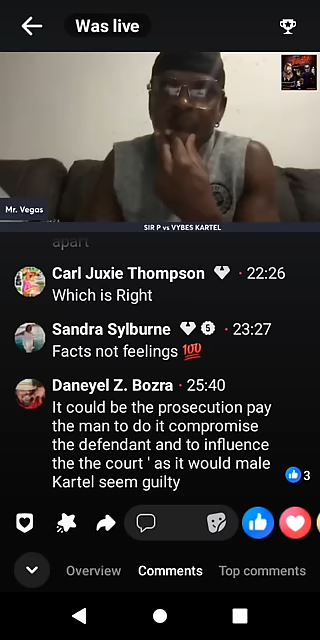 Was live
Mr. Vegas
SIR P vs VYBES KARTEL
apart
Carl Juxie Thompson · 22:26
Which is Right
Sandra Sylburne 5 · 23:27
Facts not feelings 💯
Daneyel Z. Bozra · 25:40
It could be the prosecution pay
the man to do it compromise
the defendant and to influence
the the court ' as it would male
Kartel seem guilty
3
Overview Comments Top comments